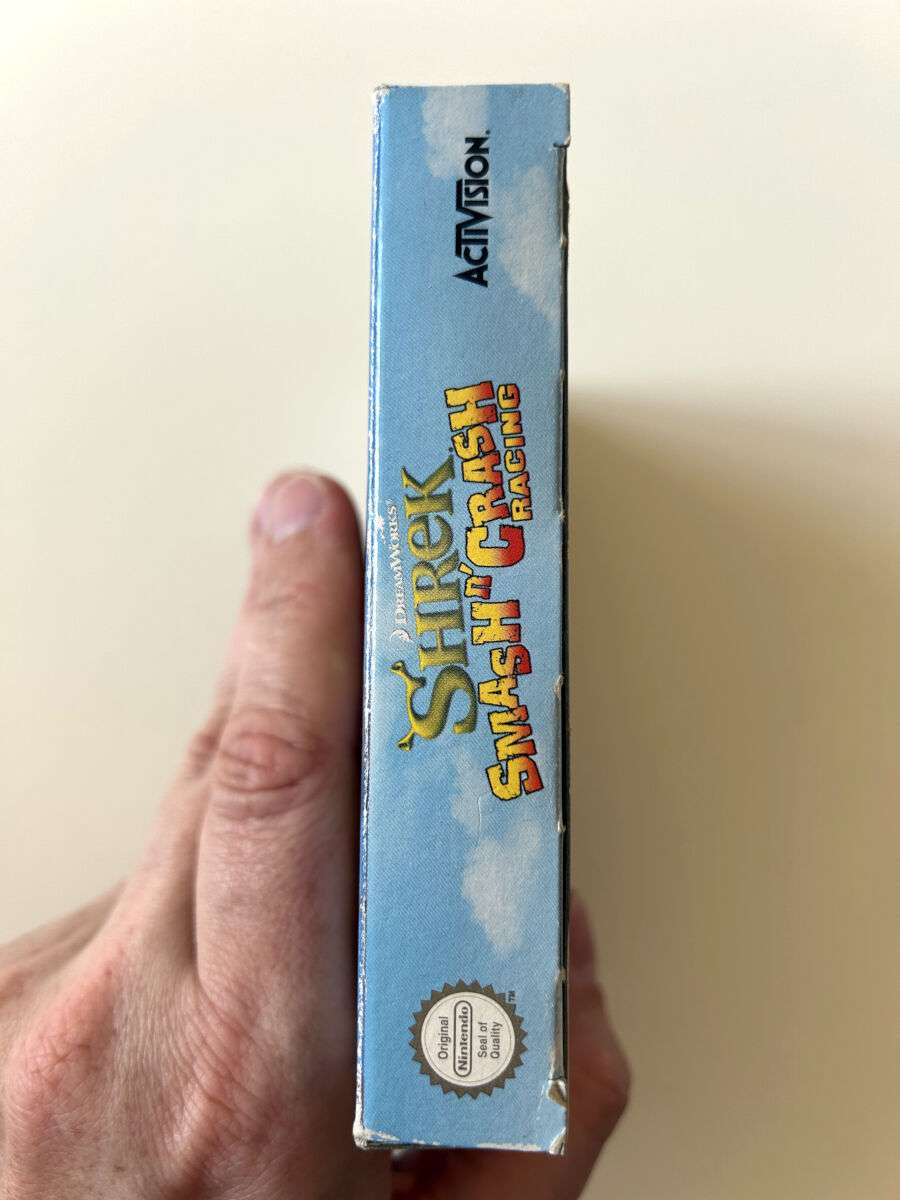 Original
Nintendo
Seal of
Quality
TM
DREAMWORKS®
SHREK
SMASH n' CRASH
RACING
ACTIVISION.